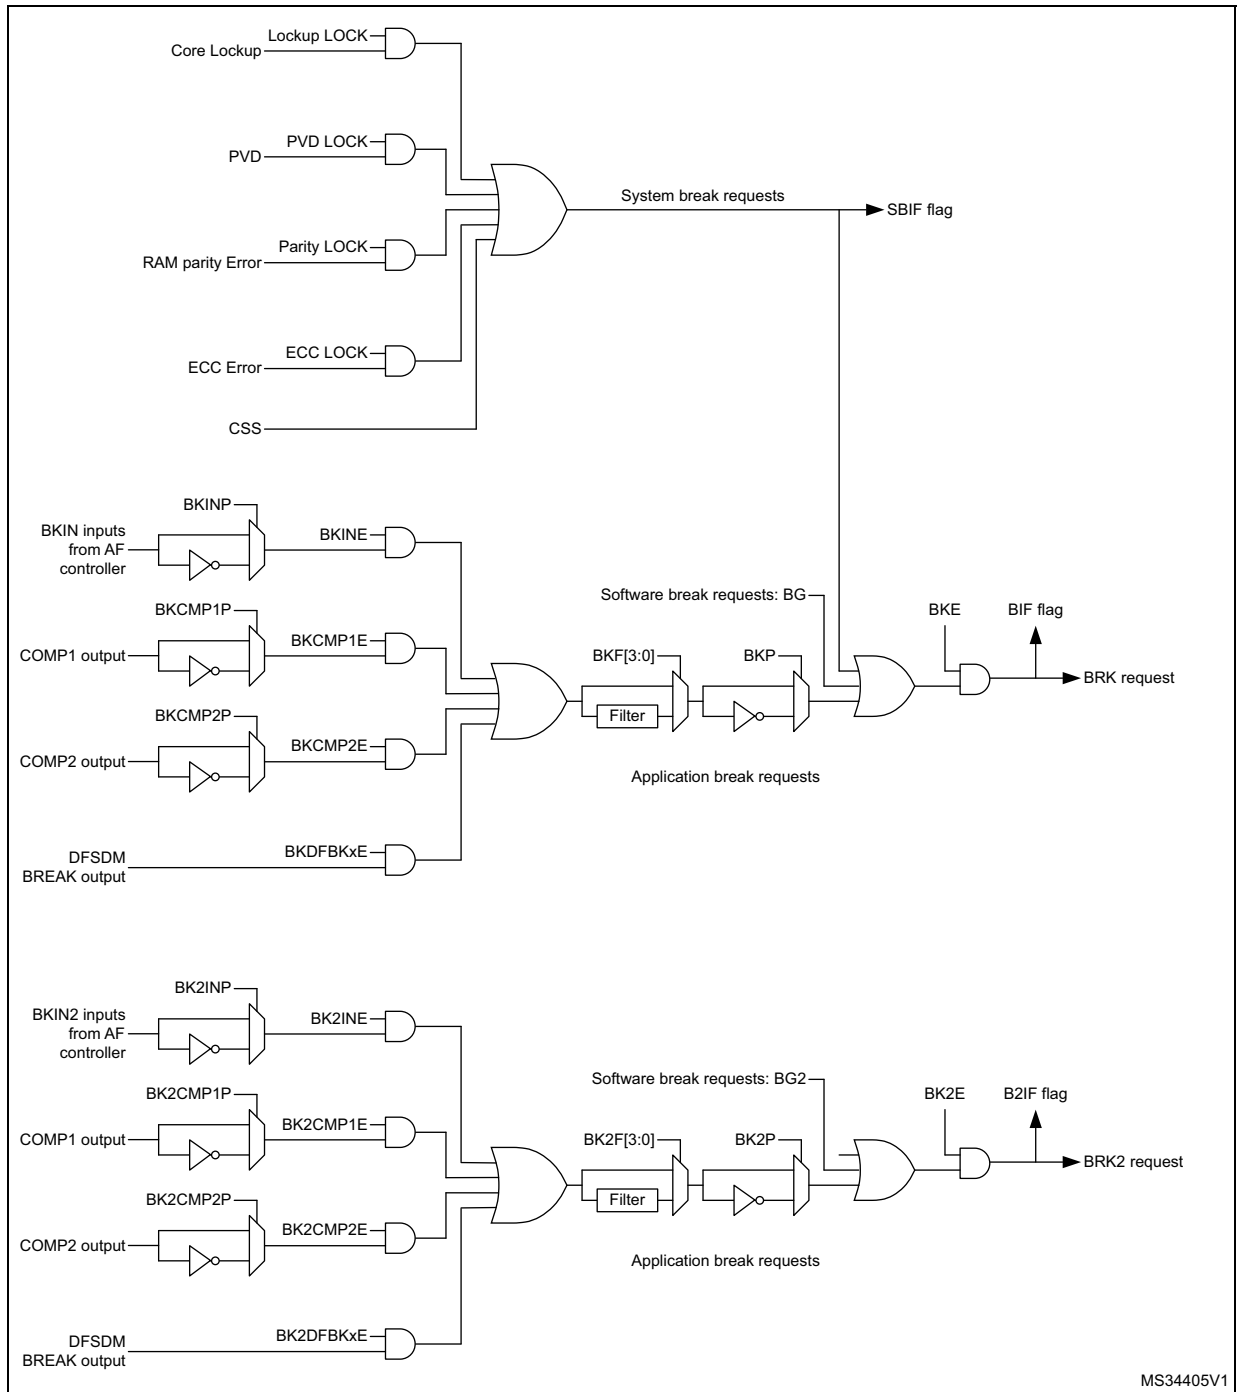 Lockup LOCK
Core Lockup
PVD LOCK
PVD
System break requests
SBIF flag
Parity LOCK
RAM parity Error
ECC LOCK
ECC Error
CSS
BKINP
BKIN inputs
from AF
controller
BKINE
BKCMP1P
COMP1 output
BKCMP1E
BKCMP2P
COMP2 output
BKCMP2E
DFSDM
BREAK output
BKDFBKxE
Software break requests: BG
BKF[3:0]
Filter
BKP
Application break requests
BKE
BIF flag
BRK request
BK2INP
BKIN2 inputs
from AF
controller
BK2INE
BK2CMP1P
COMP1 output
BK2CMP1E
BK2CMP2P
COMP2 output
BK2CMP2E
DFSDM
BREAK output
BK2DFBKxE
Software break requests: BG2
BK2F[3:0]
Filter
BK2P
Application break requests
BK2E
B2IF flag
BRK2 request
MS34405V1